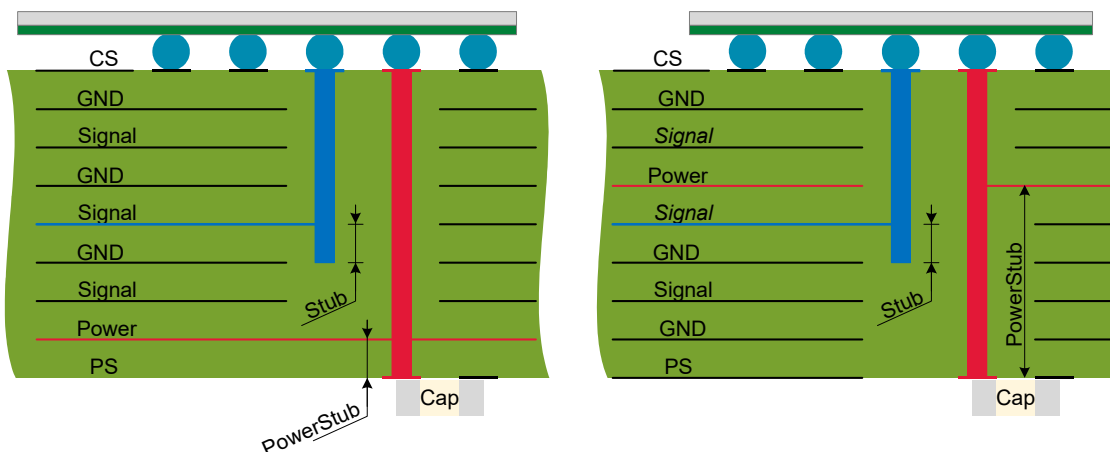 CS
GND
Signal
GND
Signal
GND
Signal
Power
PS
Stub
PowerStub
Cap
CS
GND
Signal
Power
Signal
GND
Signal
GND
PS
Stub
PowerStub
Cap